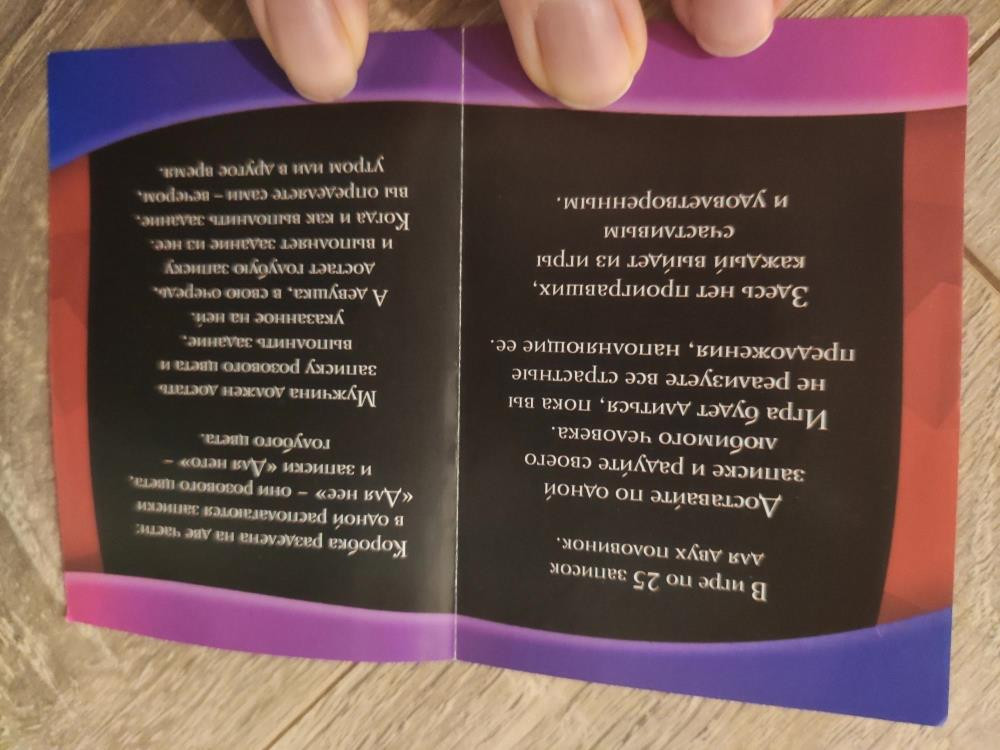 В игре по 25 записок
для двух половинок.
Доставайте по одной
записке и радуйте своего
любимого человека.
Игра будет длиться, пока вы
не реализуете все страстные
предложения, наполняющие ее.
Здесь нет проигравших,
каждый выйдет из игры
счастливым
и удовлетворенным.
Коробка разделена на две части:
в одной располагаются записки
«Для нее» – они розового цвета,
и записки «Для него» –
голубого цвета.
Мужчина должен достать
записку розового цвета и
выполнить задание,
указанное на ней.
А девушка, в свою очередь,
достает голубую записку
и выполняет задание из нее.
Когда и как выполнить задание,
вы определяете сами – вечером,
утром или в другое время.